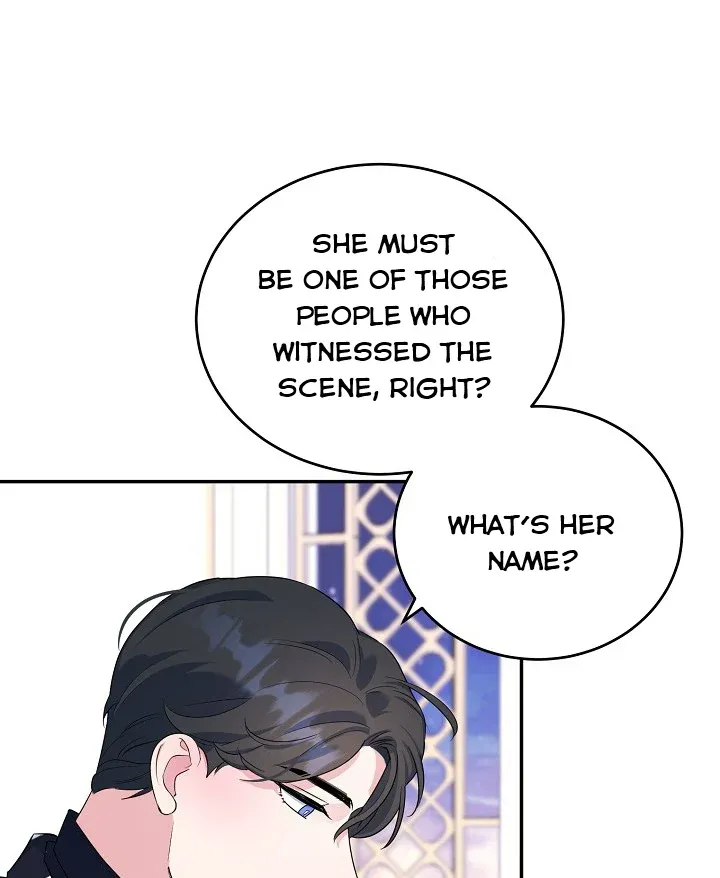 SHE MUST
BE ONE OF THOSE
PEOPLE WHO
WITNESSED THE
SCENE, RIGHT?
WHAT'S HER
NAME?